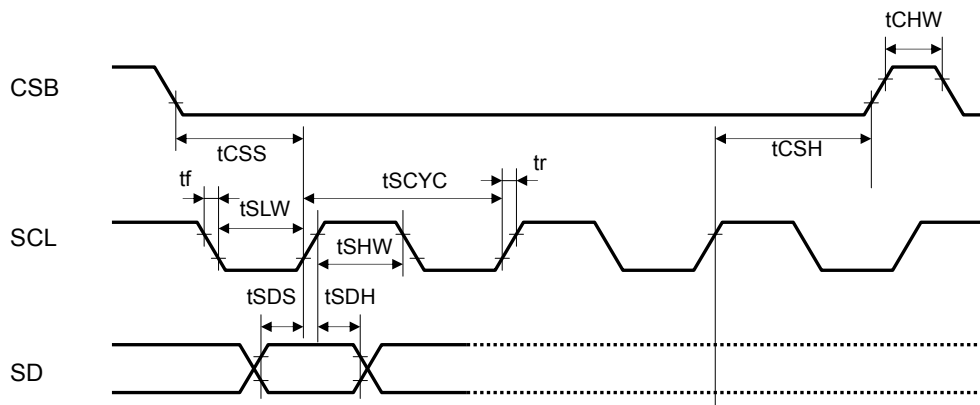 tCHW
CSB
tCSS
tCSH
tf
tSCYC
tr
tSLW
SCL
tSHW
tSDS
tSDH
SD